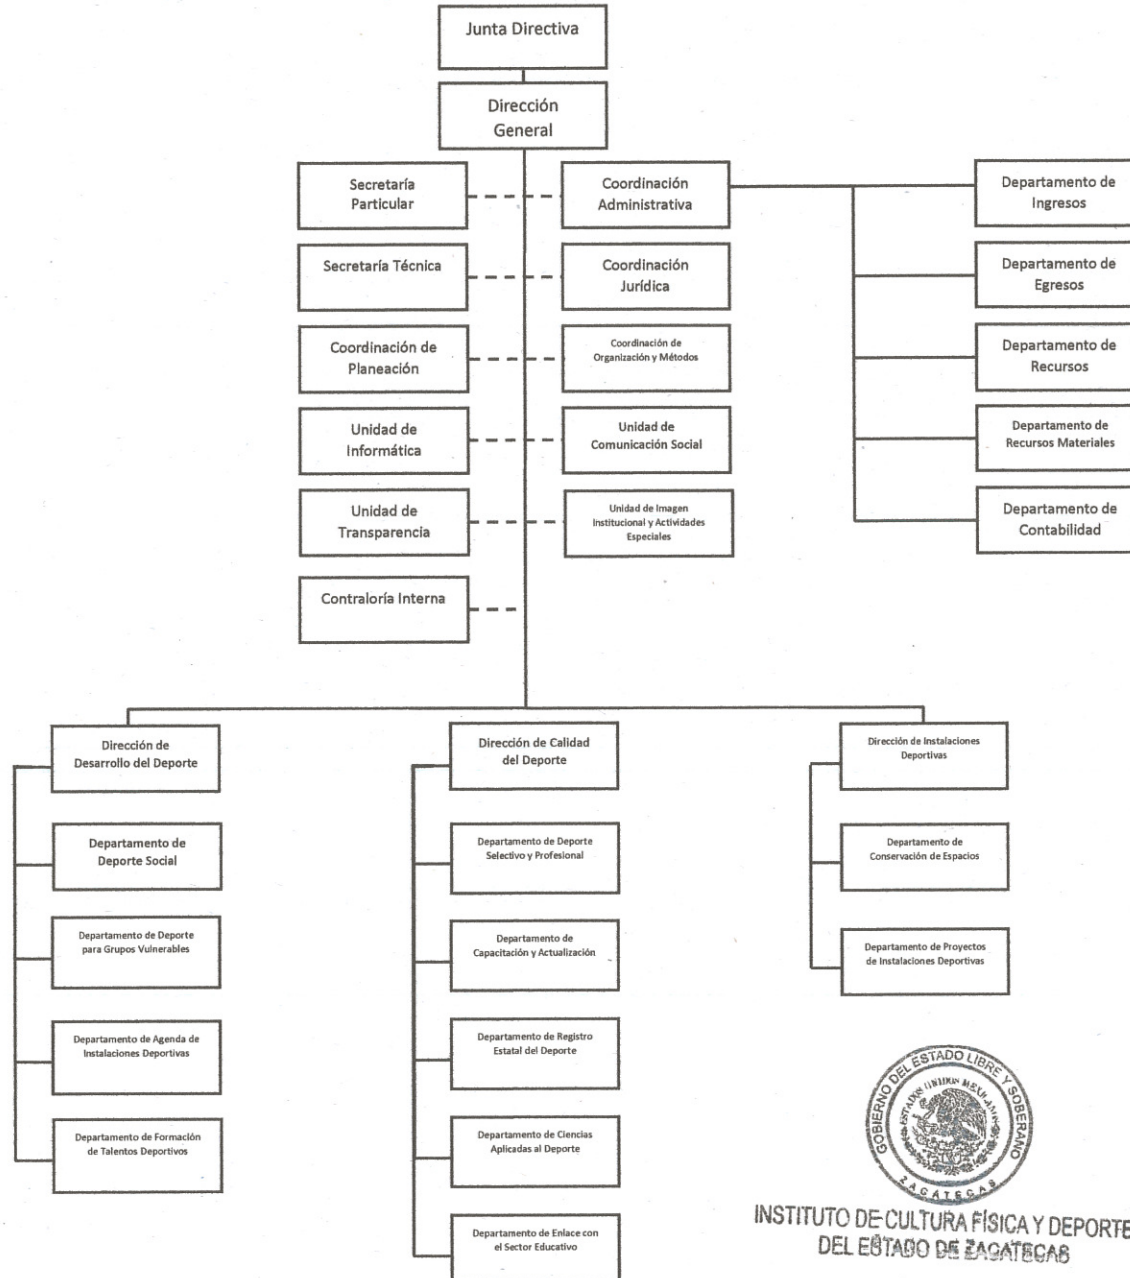 Junta Directiva
Dirección
General
Secretaría
Particular
Coordinación
Administrativa
Departamento de
Ingresos
Secretaría Técnica
Coordinación
Jurídica
Departamento de
Egresos
Coordinación de
Planeación
Coordinación de
Organización y Métodos
Departamento de
Recursos
Unidad de
Informática
Unidad de
Comunicación Social
Departamento de
Recursos Materiales
Unidad de
Transparencia
Unidad de Imagen
Institucional y Actividades
Especiales
Departamento de
Contabilidad
Contraloría Interna
Dirección de
Desarrollo del Deporte
Departamento de
Deporte Social
Departamento de Deporte
para Grupos Vulnerables
Departamento de Agenda de
Instalaciones Deportivas
Departamento de Formación
de Talentos Deportivos
Dirección de Calidad
del Deporte
Departamento de Deporte
Selectivo y Profesional
Departamento de
Capacitación y Actualización
Departamento de Registro
Estatal del Deporte
Departamento de Ciencias
Aplicadas al Deporte
Departamento de Enlace con
el Sector Educativo
Dirección de Instalaciones
Deportivas
Departamento de
Conservación de Espacios
Departamento de Proyectos
de Instalaciones Deportivas
GOBIERNO DEL ESTADO LIBRE Y SOBERANO
ESTADOS UNIDOS MEXICANOS
ZACATECAS
INSTITUTO DE CULTURA FÍSICA Y DEPORTE
DEL ESTADO DE ZACATECAS